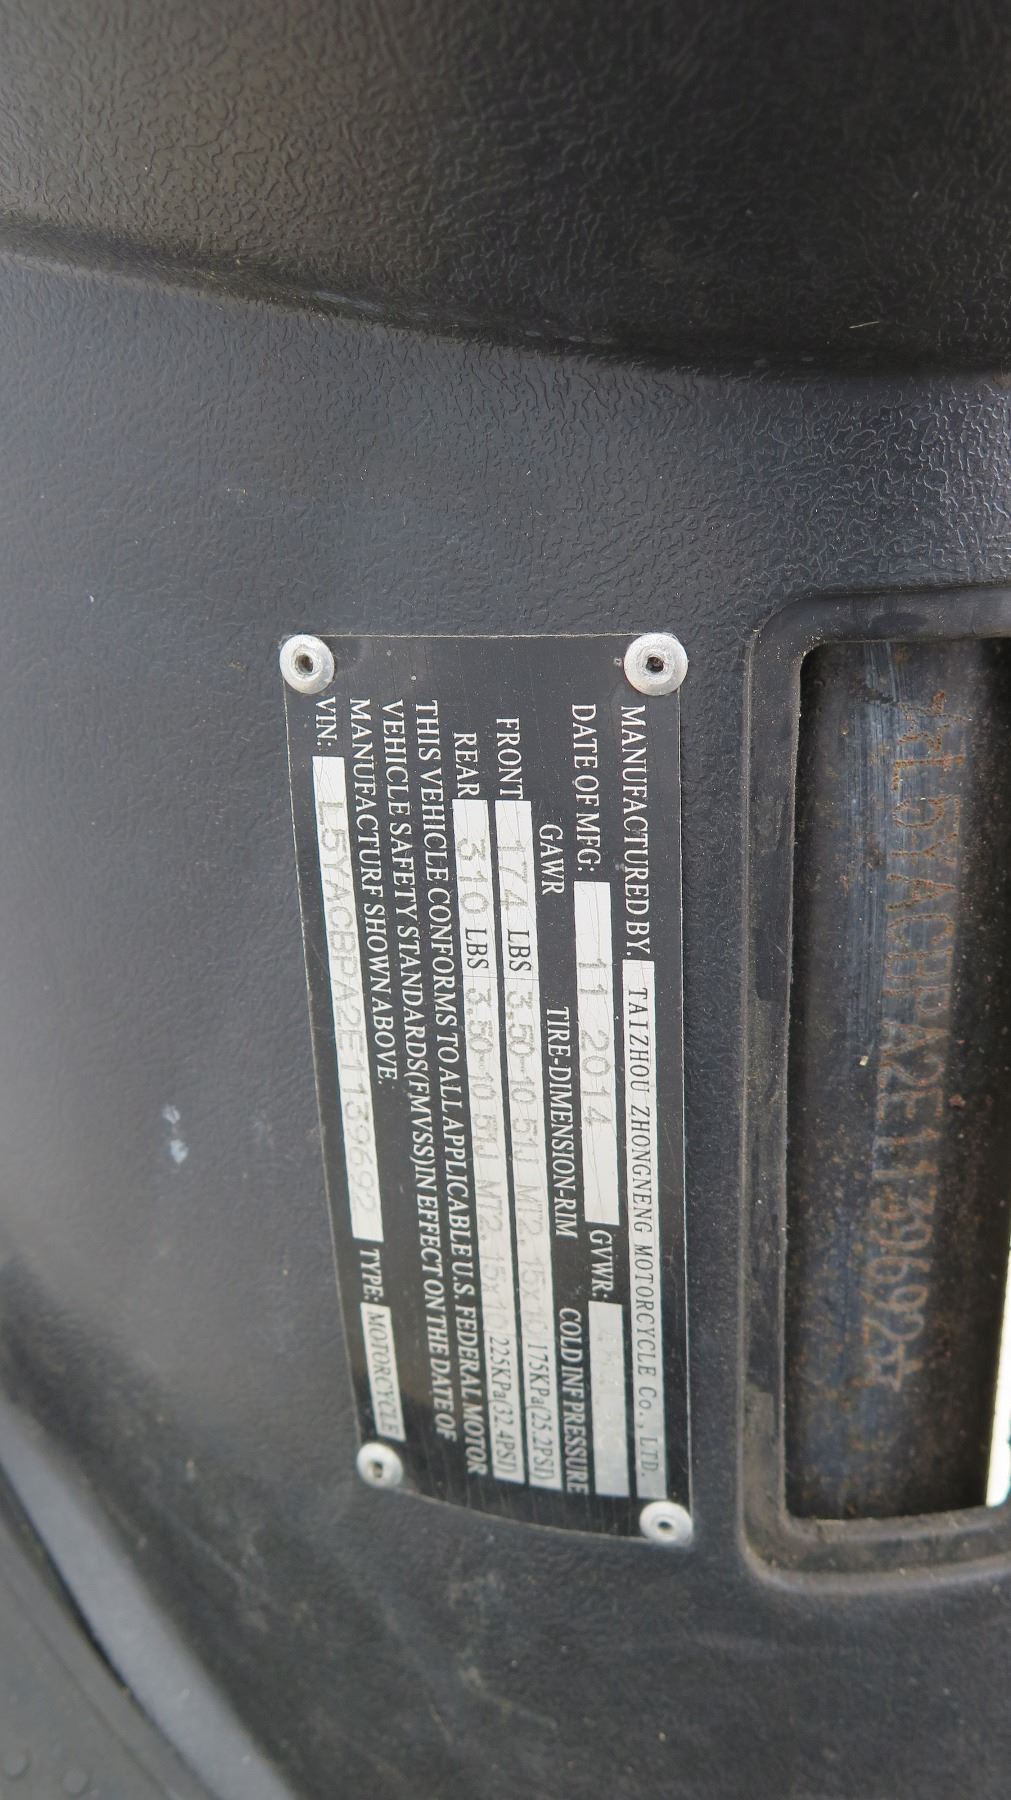 MANUFACTURED BY: TAIZHOU ZHONGNENG MOTORCYCLE Co., LTD.
DATE OF MFG: 11 2014 GVWR:
GAWR TIRE-DIMENSION-RIM COLD INF PRESSURE
FRONT 174 LBS 3.50-10 51J MT2.15x10 175KPa(25.2PSI)
REAR 310 LBS 3.50-10 51J MT2.15x10 225KPa(32.4PSI)
THIS VEHICLE CONFORMS TO ALL APPLICABLE U.S. FEDERAL MOTOR
VEHICLE SAFETY STANDARDS(FMVSS)IN EFFECT ON THE DATE OF
MANUFACTURF SHOWN ABOVE.
VIN: L5YACBPA2E1139692 TYPE: MOTORCYCLE
L5YACBPA2E1139692